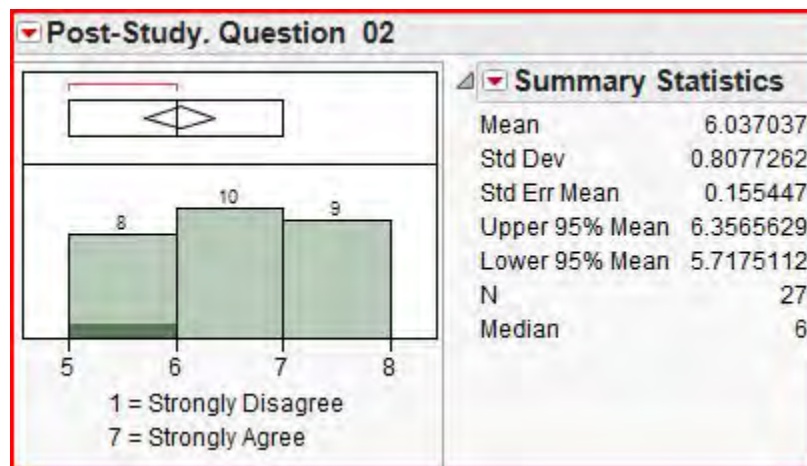 Post-Study. Question 02
8
10
9
5 6 7 8
1 = Strongly Disagree
7 = Strongly Agree
Summary Statistics
Mean 6.037037
Std Dev 0.8077262
Std Err Mean 0.155447
Upper 95% Mean 6.3565629
Lower 95% Mean 5.7175112
N 27
Median 6